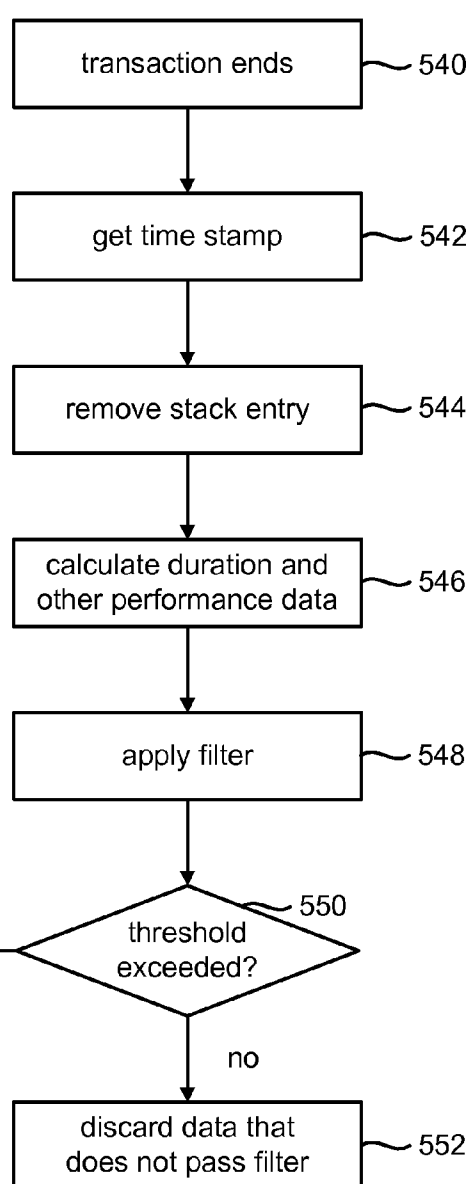 transaction ends
540
get time stamp
542
remove stack entry
544
calculate duration and
other performance data
546
apply filter
548
550
threshold
exceeded?
no
discard data that
does not pass filter
552